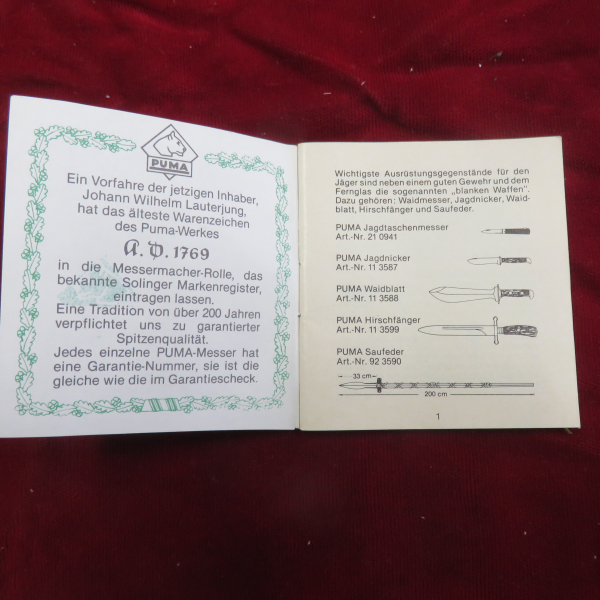 PUMA
Ein Vorfahre der jetzigen Inhaber,
Johann Wilhelm Lauterjung,
hat das älteste Warenzeichen
des Puma-Werkes
A. D. 1769
in die Messermacher-Rolle, das
bekannte Solinger Markenregister,
eintragen lassen.
Eine Tradition von über 200 Jahren
verpflichtet uns zu garantierter
Spitzenqualität.
Jedes einzelne PUMA-Messer hat
eine Garantie-Nummer, sie ist die
gleiche wie die im Garantiescheck.
Wichtigste Ausrüstungsgegenstände für den
Jäger sind neben einem guten Gewehr und dem
Fernglas die sogenannten „blanken Waffen".
Dazu gehören: Waidmesser, Jagdnicker, Waid-
blatt, Hirschfänger und Saufeder.
PUMA Jagdtaschenmesser
Art.-Nr. 21 0941
PUMA Jagdnicker
Art.-Nr. 11 3587
PUMA Waidblatt
Art.-Nr. 11 3588
PUMA Hirschfänger
Art.-Nr. 11 3599
PUMA Saufeder
Art.-Nr. 92 3590
33 cm
200 cm
1